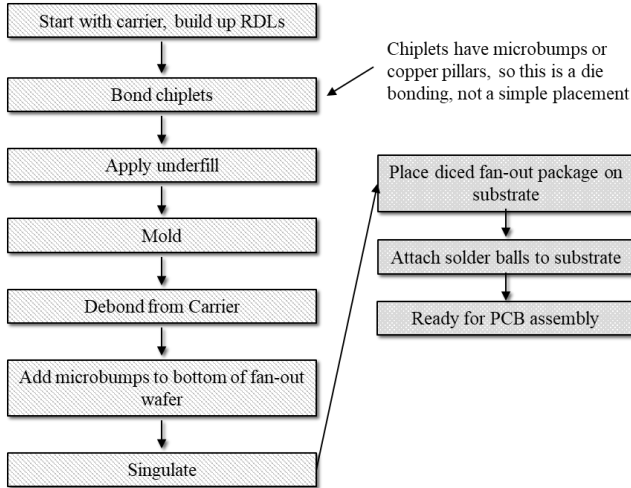 Start with carrier, build up RDLs
Chiplets have microbumps or
copper pillars, so this is a die
bonding, not a simple placement
Bond chiplets
Apply underfill
Mold
Debond from Carrier
Add microbumps to bottom of fan-out
wafer
Singulate
Place diced fan-out package on
substrate
Attach solder balls to substrate
Ready for PCB assembly